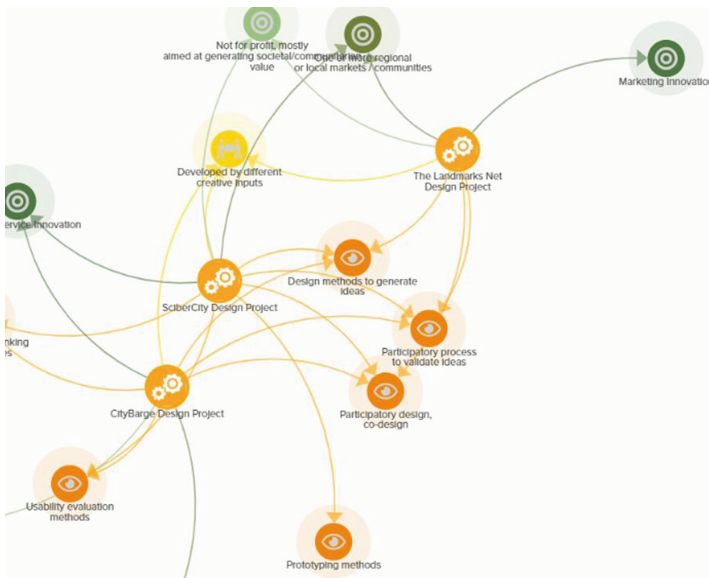 Not for profit, mostly
aimed at generating societal/communitarian
value
One or more regional
or local markets / communities
Marketing Innovation
Developed by different
creative inputs
The Landmarks Net
Design Project
ervice Innovation
Design methods to generate
ideas
SciberCity Design Project
nking
es
Participatory process
to validate ideas
CityBarge Design Project
Participatory design,
co-design
Usability evaluation
methods
Prototyping methods